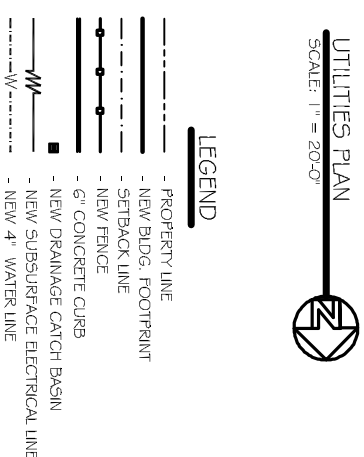 UTILITIES PLAN
SCALE: 1" = 20'-0"
N
LEGEND
- PROPERTY LINE
- NEW BLDG. FOOTPRINT
- SETBACK LINE
- NEW FENCE
- 6" CONCRETE CURB
- NEW DRAINAGE CATCH BASIN
- NEW SUBSURFACE ELECTRICAL LINE
W - NEW 4" WATER LINE